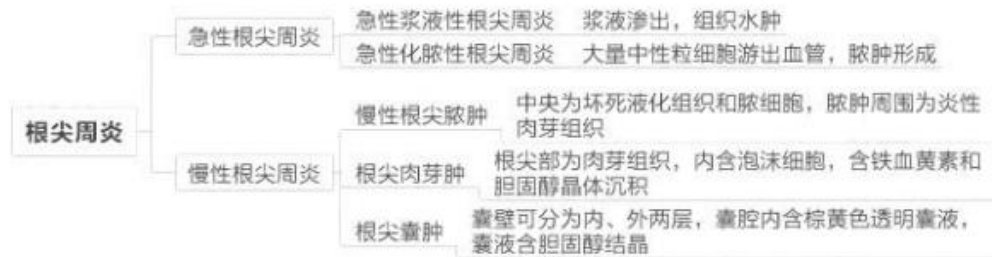 急性浆液性根尖周炎 浆液渗出，组织水肿
急性根尖周炎
急性化脓性根尖周炎 大量中性粒细胞游出血管，脓肿形成
根尖周炎
慢性根尖脓肿
中央为坏死液化组织和脓细胞，脓肿周围为炎性
肉芽组织
慢性根尖周炎
根尖肉芽肿
根尖部为肉芽组织，内含泡沫细胞，含铁血黄素和
胆固醇晶体沉积
根尖囊肿
囊壁可分为内、外两层，囊腔内含棕黄色透明囊液，
囊液含胆固醇结晶